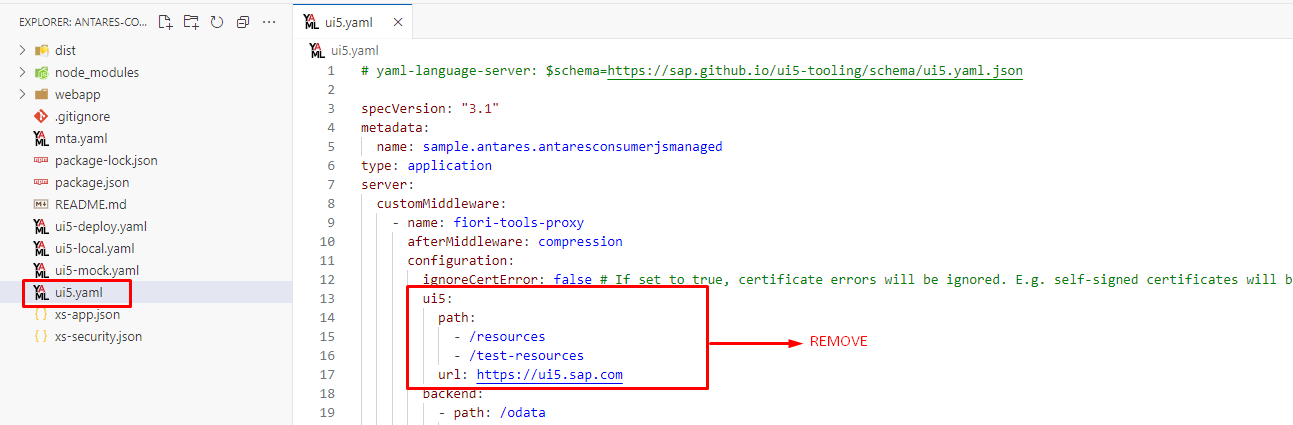 EXPLORER: ANTARES-CO...
dist
node_modules
webapp
.gitignore
mta.yaml
package-lock.json
package.json
README.md
ui5-deploy.yaml
ui5-local.yaml
ui5-mock.yaml
ui5.yaml
xs-app.json
xs-security.json
ui5.yaml
ui5.yaml
1 # yaml-language-server: $schema=https://sap.github.io/ui5-tooling/schema/ui5.yaml.json
2
3 specVersion: "3.1"
4 metadata:
5 name: sample.antares.antaresconsumerjsmanaged
6 type: application
7 server:
8 customMiddleware:
9 - name: fiori-tools-proxy
10 afterMiddleware: compression
11 configuration:
12 ignoreCertError: false # If set to true, certificate errors will be ignored. E.g. self-signed certificates will b
13 ui5:
14 path:
15 - /resources
16 - /test-resources
17 url: https://ui5.sap.com
18 backend:
19 - path: /odata
REMOVE